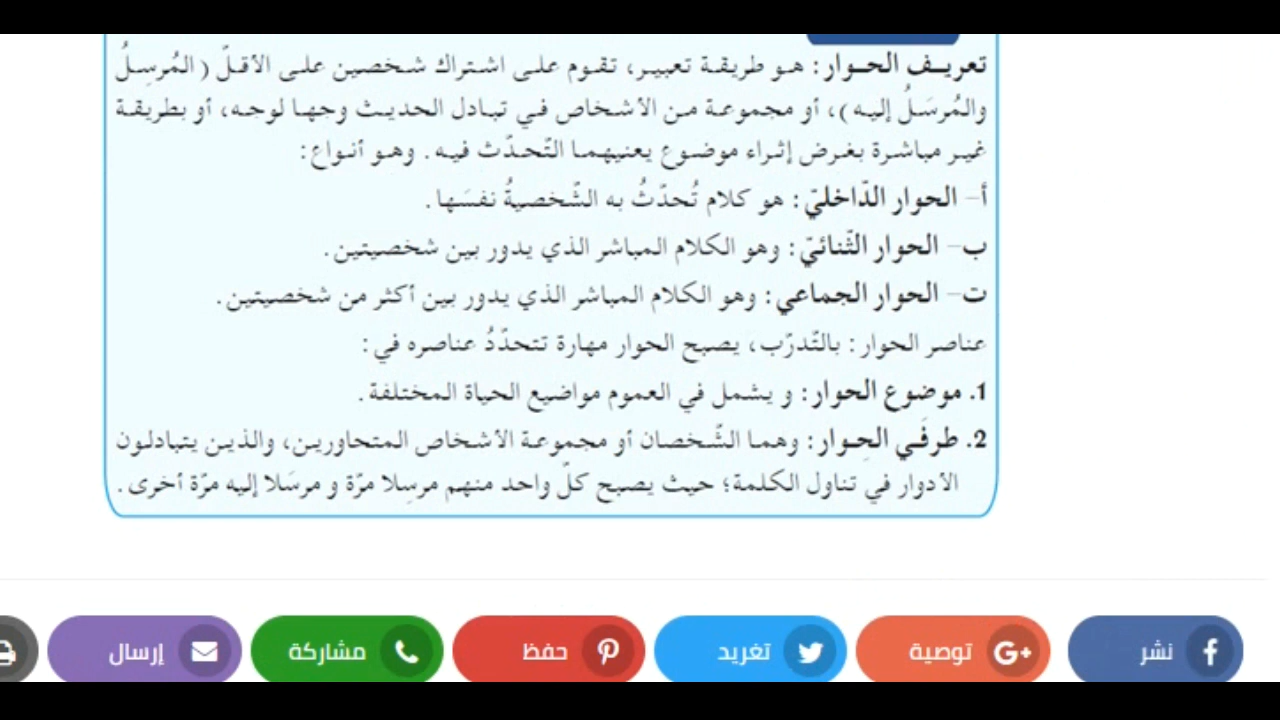 تعريف الحوار : هو طريقة تعبير، تقوم على اشتراك شخصين على الأقلّ ( المُرسِلُ
والمُرسَلُ إليه )، أو مجموعة من الأشخاص في تبادل الحديث وجها لوجه، أو بطريقة
غير مباشرة بغرض إثراء موضوع يعنيهما التّحدّث فيه. وهو أنواع :
أ– الحوار الدّاخليّ : هو كلام تُحدّثُ به الشّخصيةُ نفسَها .
ب– الحوار الثّنائيّ : وهو الكلام المباشر الذي يدور بين شخصيتين.
ت– الحوار الجماعي : وهو الكلام المباشر الذي يدور بين أكثر من شخصيتين.
عناصر الحوار : بالتّدرّب، يصبح الحوار مهارة تتحدّدُ عناصره في :
1. موضوع الحوار : و يشمل في العموم مواضيع الحياة المختلفة .
2. طرفَي الحِوار : وهما الشّخصان أو مجموعة الأشخاص المتحاورين، والذين يتبادلون
الأدوار في تناول الكلمة؛ حيث يصبح كلّ واحد منهم مرسِلا مرّة و مرسَلا إليه مرّة أخرى .
نشر توصية تغريد حفظ مشاركة إرسال